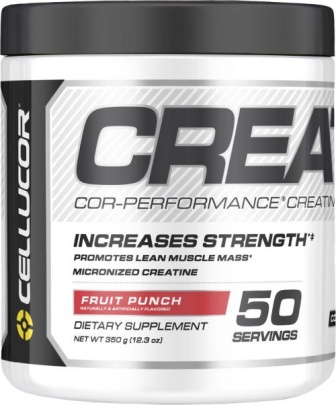 CELLUCOR
CREA
COR-PERFORMANCE® CREATIN
INCREASES STRENGTH*‡
PROMOTES LEAN MUSCLE MASS*
MICRONIZED CREATINE
FRUIT PUNCH
NATURALLY & ARTIFICIALLY FLAVORED
50
SERVINGS
DIETARY SUPPLEMENT
NET WT 350 g (12.3 oz)